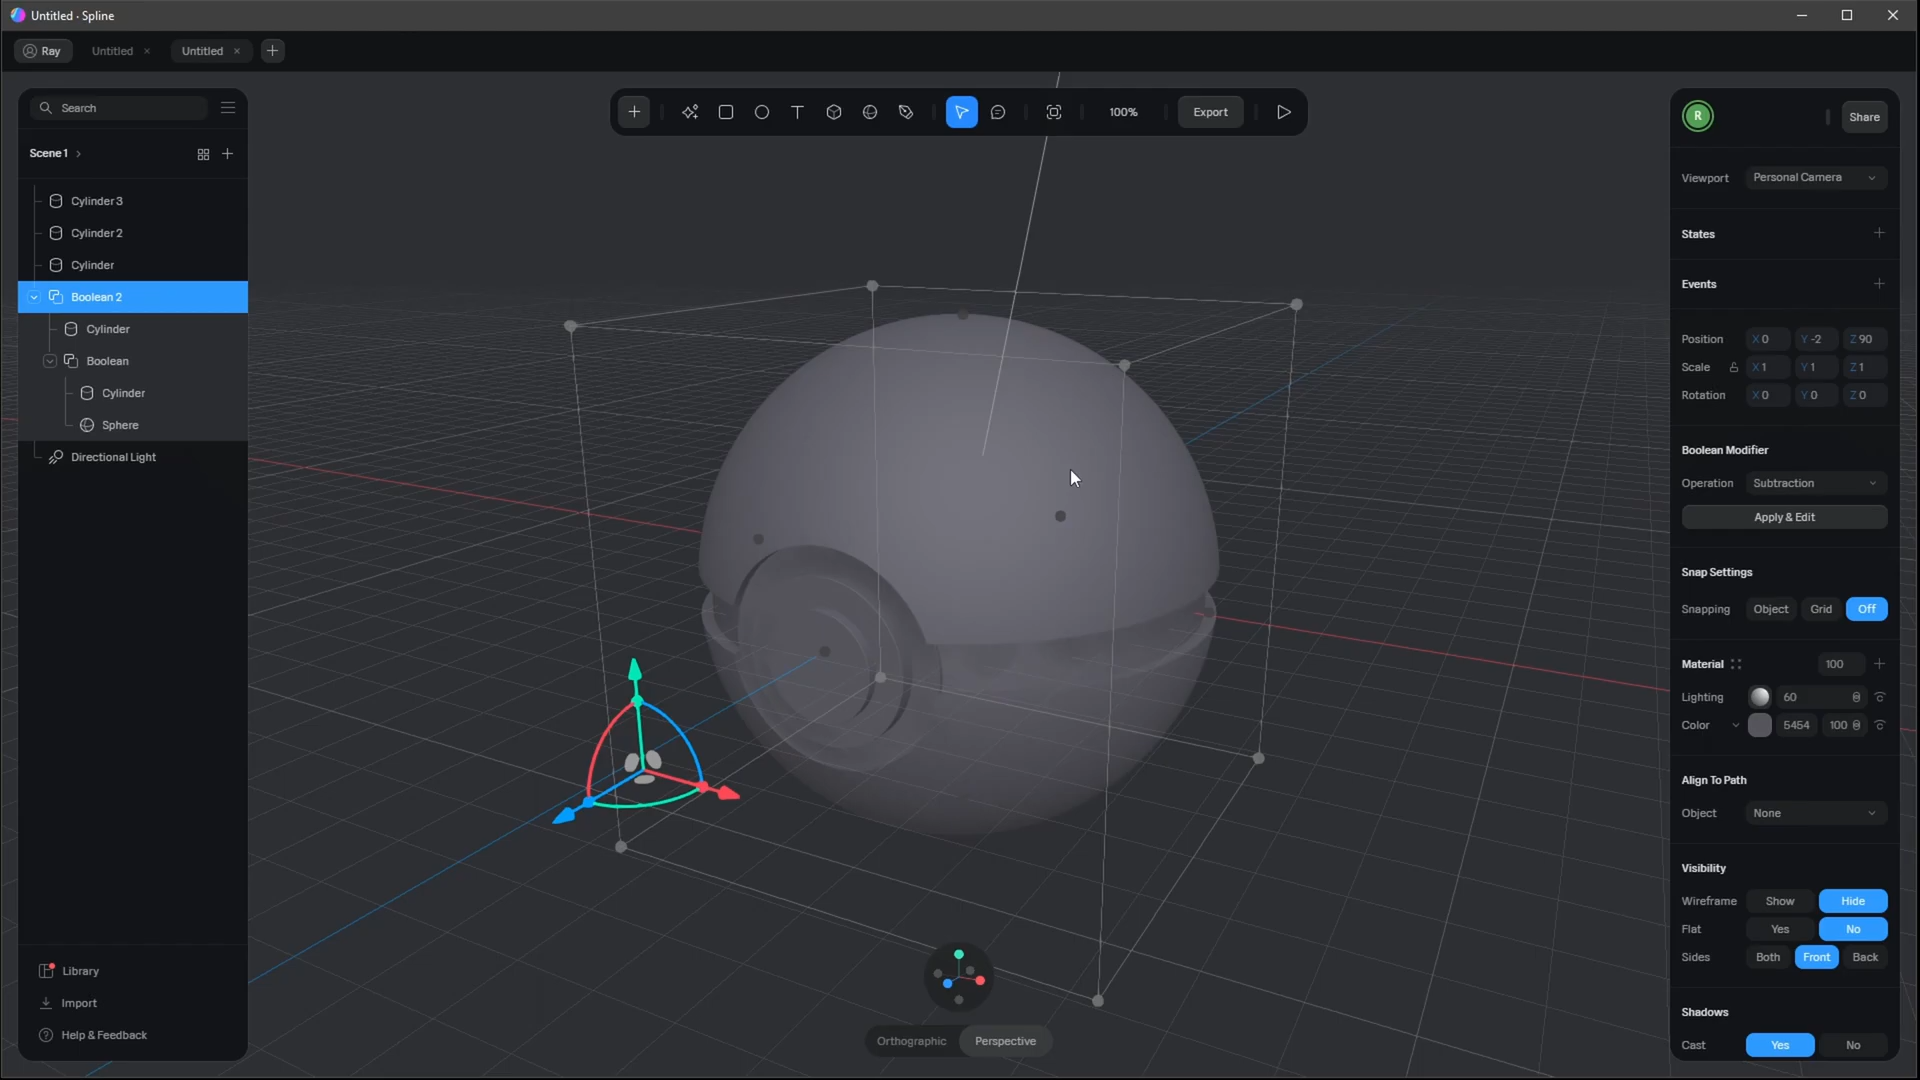 Untitled - Spline
Ray
Untitled
Untitled
Search
100%
Export
R
Share
Scene 1
Viewport
Personal Camera
Cylinder 3
Cylinder 2
Cylinder
Boolean 2
Cylinder
Boolean
Cylinder
Sphere
Directional Light
States
Events
Position X 0 Y -2 Z 90
Scale X 1 Y 1 Z 1
Rotation X 0 Y 0 Z 0
Boolean Modifier
Operation Subtraction
Apply & Edit
Snap Settings
Snapping Object Grid Off
Material 100
Lighting 60
Color 5454 100
Align To Path
Object None
Visibility
Wireframe Show Hide
Flat Yes No
Sides Both Front Back
Shadows
Cast Yes No
Library
Import
Help & Feedback
Orthographic Perspective